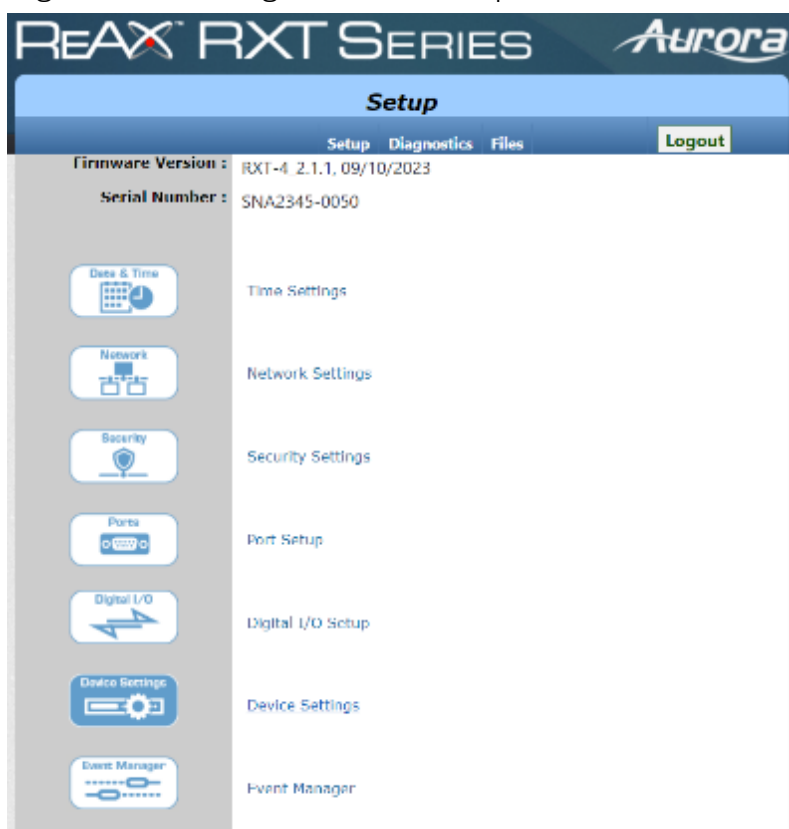 REAX™ RXT SERIES Aurora
Setup
Setup Diagnostics Files Logout
Firmware Version : RXT-4 2.1.1, 09/10/2023
Serial Number : SNA2345-0050
Date & Time
Time Settings
Network
Network Settings
Security
Security Settings
Ports
Port Setup
Digital I/O
Digital I/O Setup
Device Settings
Device Settings
Event Manager
Event Manager